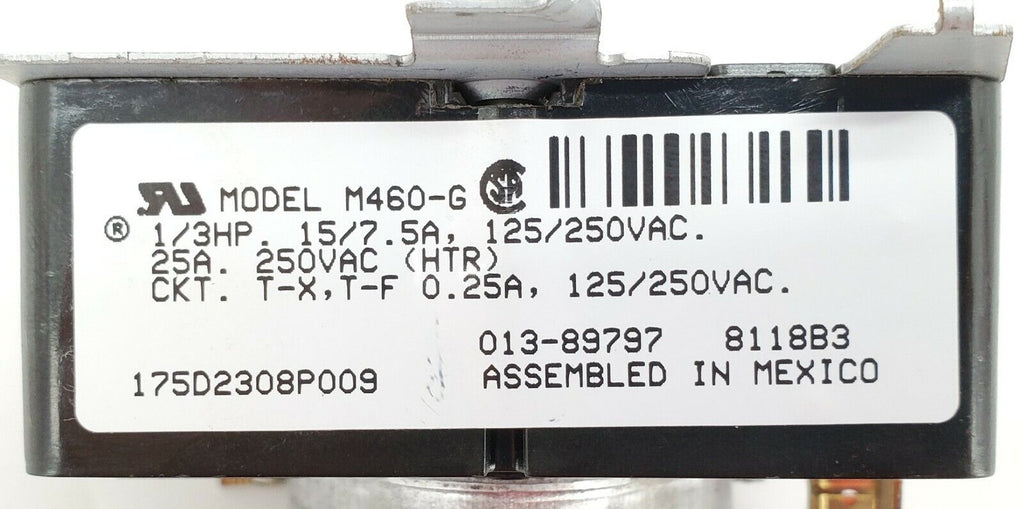 MODEL M460-G
® 1/3HP. 15/7.5A, 125/250VAC.
25A. 250VAC (HTR)
CKT. T-X,T-F 0.25A, 125/250VAC.
013-89797 8118B3
175D2308P009 ASSEMBLED IN MEXICO